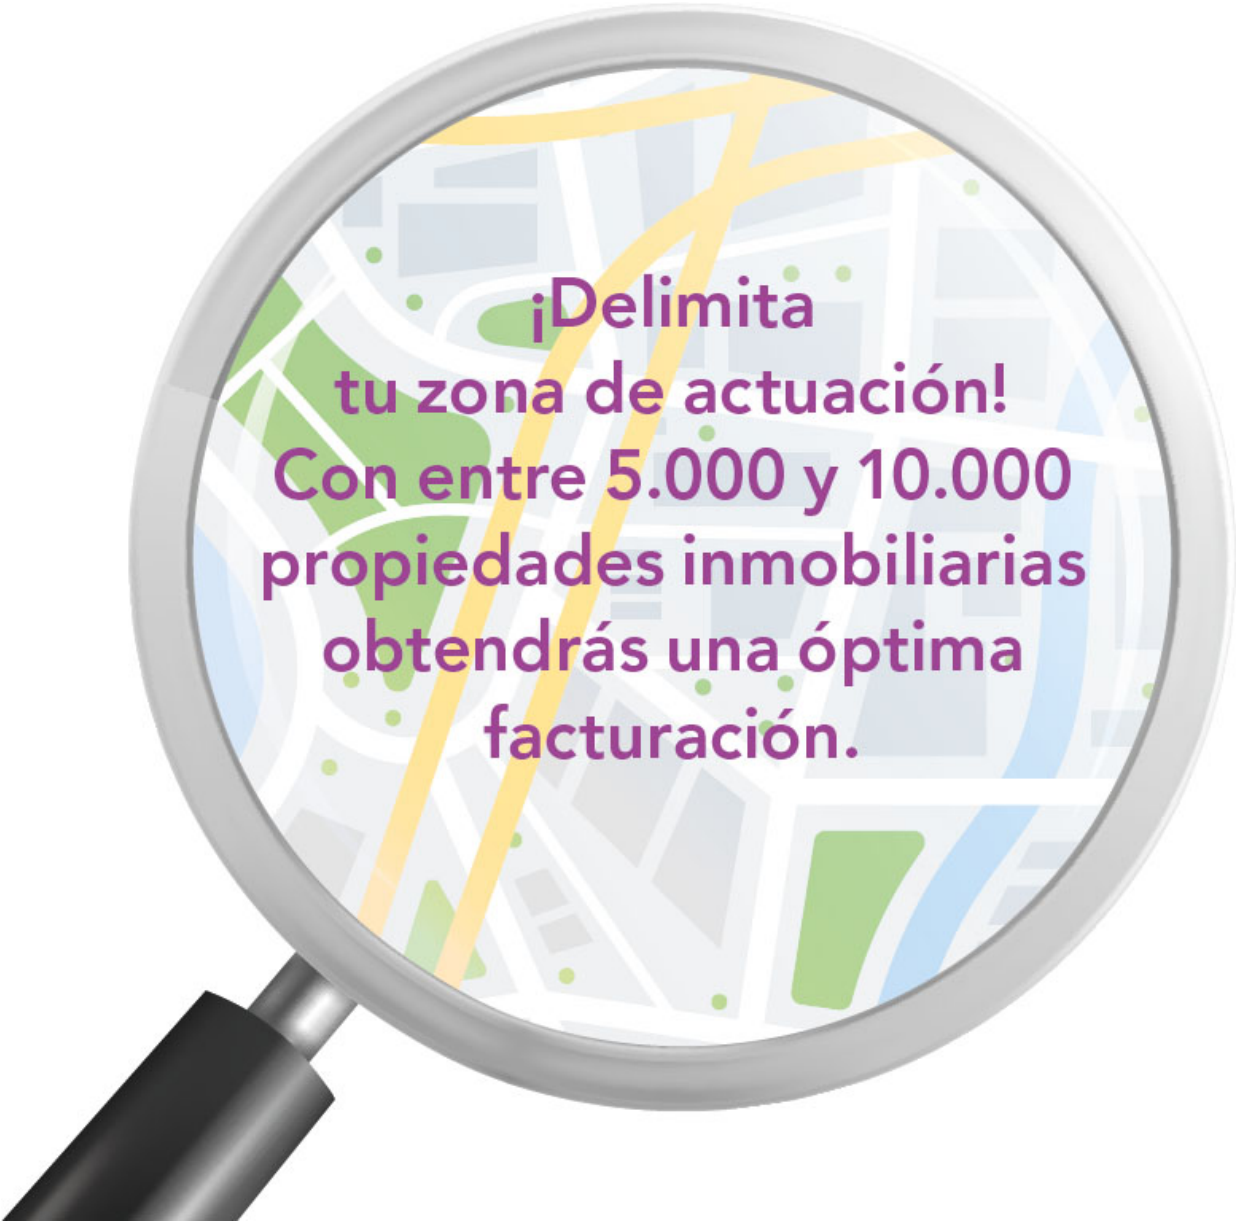 ¡Delimita
tu zona de actuación!
Con entre 5.000 y 10.000
propiedades inmobiliarias
obtendrás una óptima
facturación.